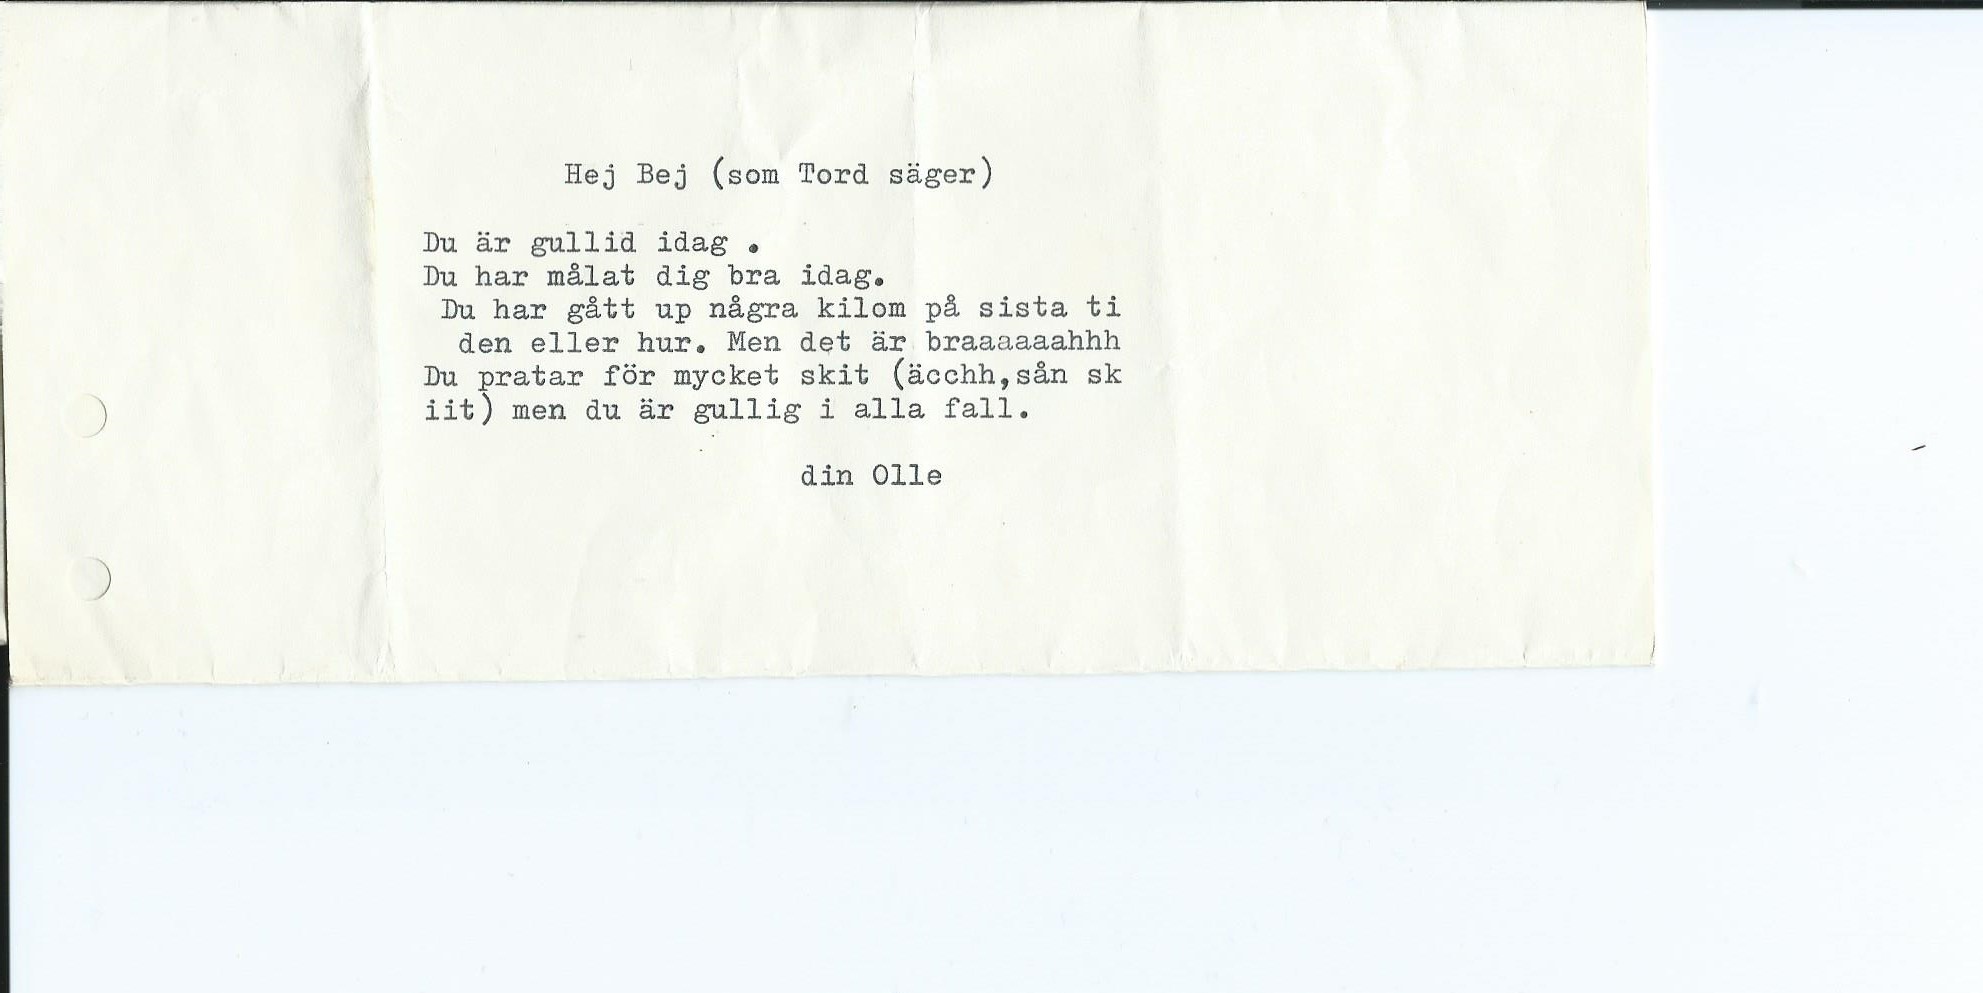 Hej Bej (som Tord säger)
Du är gullid idag .
Du har målat dig bra idag.
Du har gått up några kilom på sista ti
den eller hur. Men det är braaaaaahhh
Du pratar för mycket skit (äcchh,sån sk
iit) men du är gullig i alla fall.
din Olle